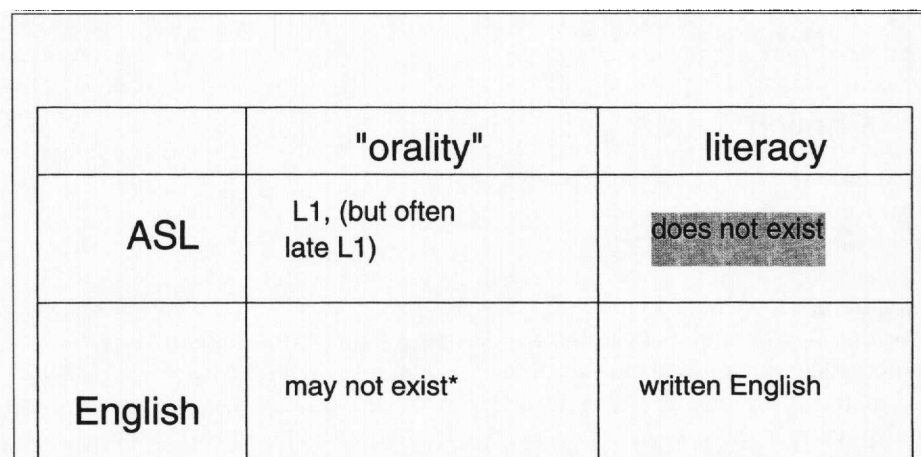 "orality" literacy
ASL L1, (but often does not exist
late L1)
English may not exist* written English